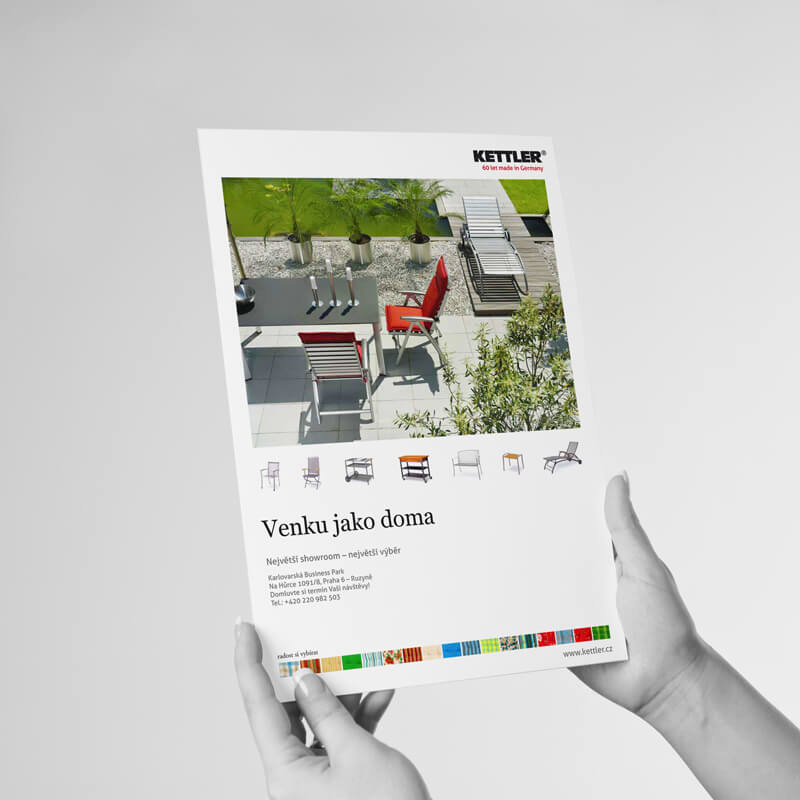 KETTLER®
60 let made in Germany
Venku jako doma
Největší showroom – největší výběr
Karlovarská Business Park
Na Hůrce 1091/8, Praha 6 – Ruzyně
Domluvte si termín Vaší návštěvy!
Tel.: +420 220 982 503
radost si vybírat
www.kettler.cz